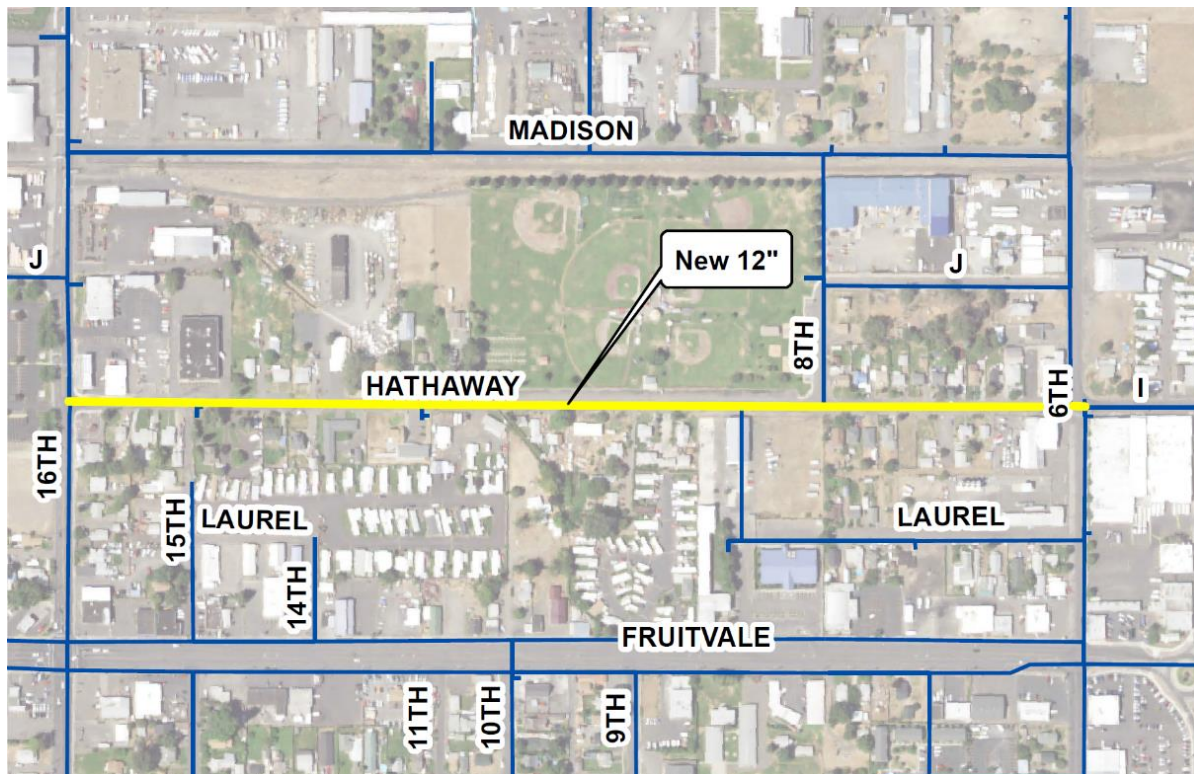 MADISON
J
New 12"
J
8TH
HATHAWAY
6TH
I
16TH
15TH
LAUREL
14TH
LAUREL
FRUITVALE
11TH
10TH
9TH